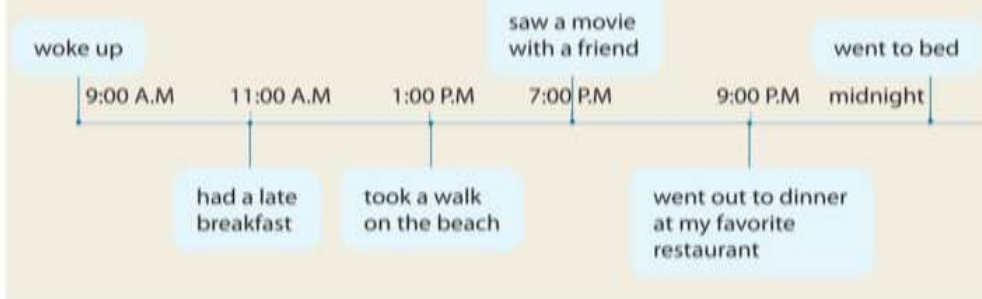 saw a movie
with a friend
woke up
went to bed
9:00 A.M
11:00 A.M
1:00 P.M
7:00 P.M
9:00 P.M
midnight
had a late
breakfast
took a walk
on the beach
went out to dinner
at my favorite
restaurant